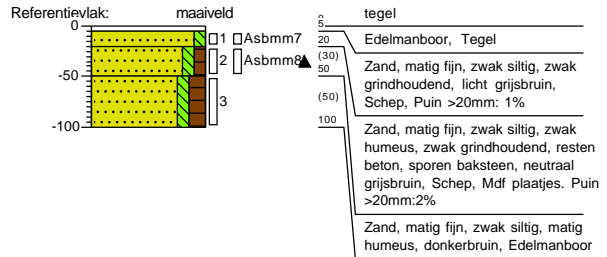 Referentievlak: maaiveld
0
-50
-100
1 Asbmm7
2 Asbmm8
3
0
5
20
(30)
50
(50)
100
tegel
Edelmanboor, Tegel
Zand, matig fijn, zwak siltig, zwak
grindhoudend, licht grijsbruin,
Schep, Puin >20mm: 1%
Zand, matig fijn, zwak siltig, zwak
humeus, zwak grindhoudend, resten
beton, sporen baksteen, neutraal
grijsbruin, Schep, Mdf plaatjes. Puin
>20mm:2%
Zand, matig fijn, zwak siltig, matig
humeus, donkerbruin, Edelmanboor